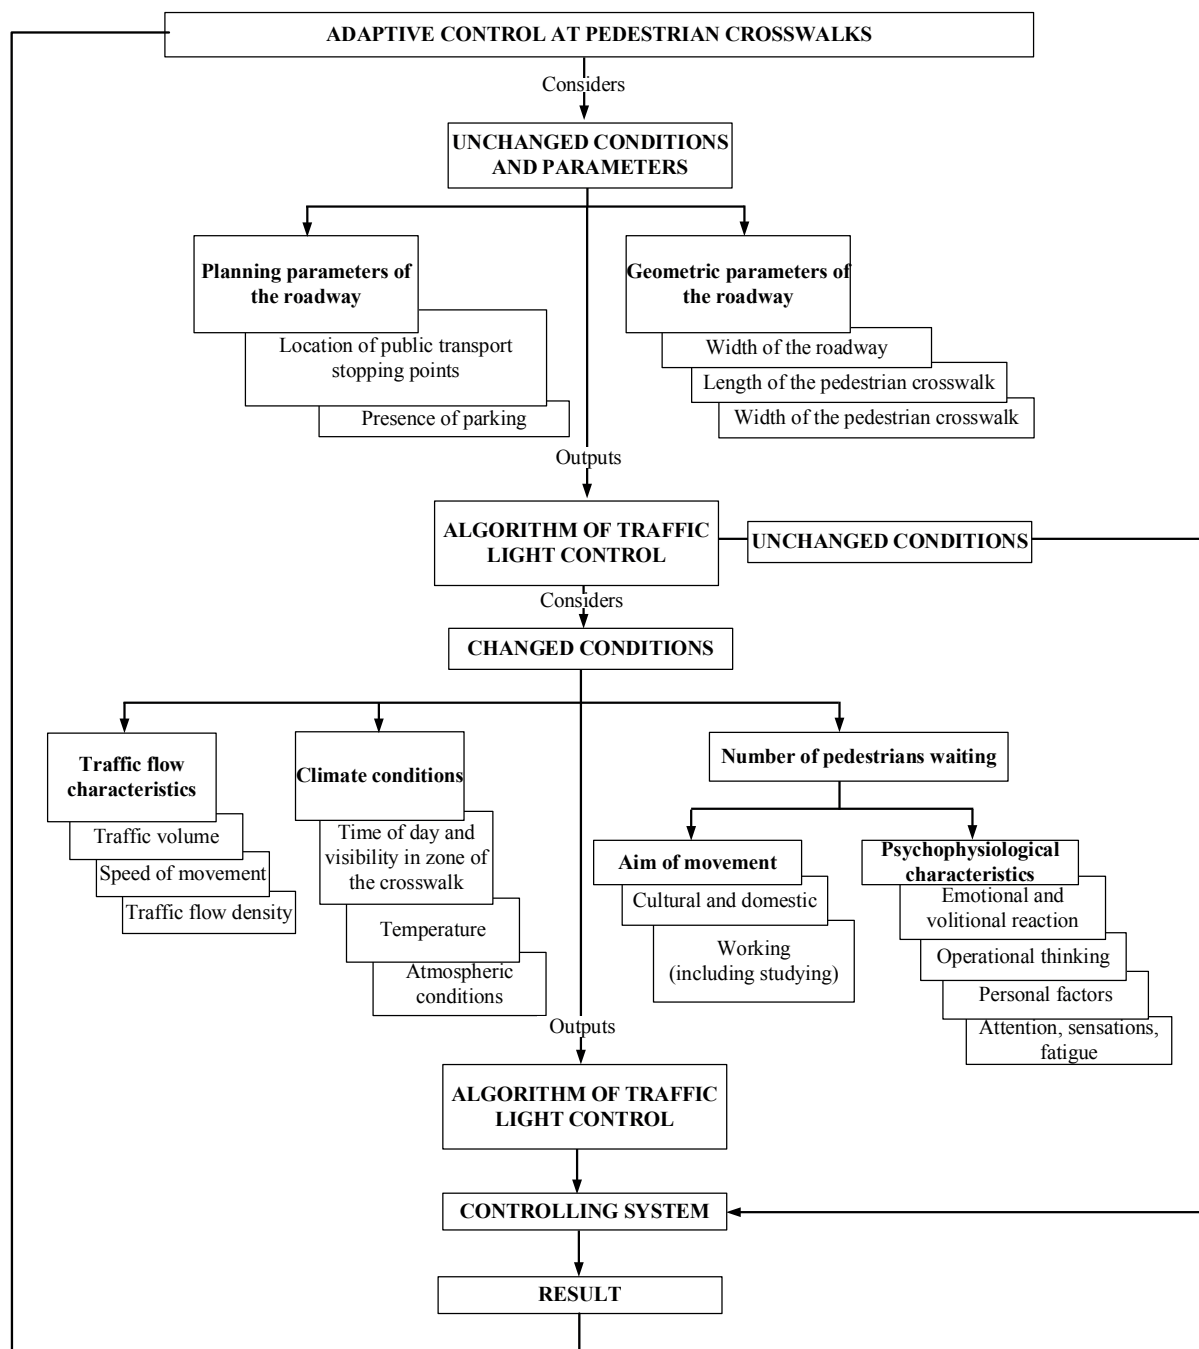 ADAPTIVE CONTROL AT PEDESTRIAN CROSSWALKS
Considers
UNCHANGED CONDITIONS
AND PARAMETERS
Planning parameters of
the roadway
Location of public transport
stopping points
Presence of parking
Geometric parameters of
the roadway
Width of the roadway
Length of the pedestrian crosswalk
Width of the pedestrian crosswalk
Outputs
ALGORITHM OF TRAFFIC
LIGHT CONTROL
UNCHANGED CONDITIONS
Considers
CHANGED CONDITIONS
Traffic flow
characteristics
Traffic volume
Speed of movement
Traffic flow density
Climate conditions
Time of day and
visibility in zone of
the crosswalk
Temperature
Atmospheric
conditions
Number of pedestrians waiting
Aim of movement
Cultural and domestic
Working
(including studying)
Psychophysiological
characteristics
Emotional and
volitional reaction
Operational thinking
Personal factors
Attention, sensations,
fatigue
Outputs
ALGORITHM OF TRAFFIC
LIGHT CONTROL
CONTROLLING SYSTEM
RESULT